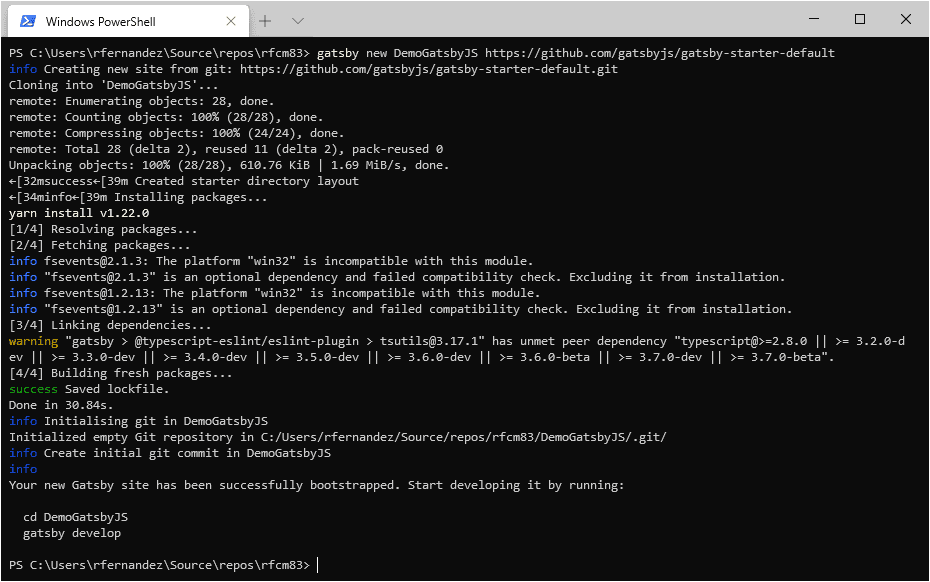 Windows PowerShell
PS C:\Users\rfernandez\Source\repos\rfcm83> gatsby new DemoGatsbyJS https://github.com/gatsbyjs/gatsby-starter-default
info Creating new site from git: https://github.com/gatsbyjs/gatsby-starter-default.git
Cloning into 'DemoGatsbyJS'...
remote: Enumerating objects: 28, done.
remote: Counting objects: 100% (28/28), done.
remote: Compressing objects: 100% (24/24), done.
remote: Total 28 (delta 2), reused 11 (delta 2), pack-reused 0
Unpacking objects: 100% (28/28), 610.76 KiB | 1.69 MiB/s, done.
←[32msuccess←[39m Created starter directory layout
←[34minfo←[39m Installing packages...
yarn install v1.22.0
[1/4] Resolving packages...
[2/4] Fetching packages...
info fsevents@2.1.3: The platform "win32" is incompatible with this module.
info "fsevents@2.1.3" is an optional dependency and failed compatibility check. Excluding it from installation.
info fsevents@1.2.13: The platform "win32" is incompatible with this module.
info "fsevents@1.2.13" is an optional dependency and failed compatibility check. Excluding it from installation.
[3/4] Linking dependencies...
warning "gatsby > @typescript-eslint/eslint-plugin > tsutils@3.17.1" has unmet peer dependency "typescript@>=2.8.0 || >= 3.2.0-d
ev || >= 3.3.0-dev || >= 3.4.0-dev || >= 3.5.0-dev || >= 3.6.0-dev || >= 3.6.0-beta || >= 3.7.0-dev || >= 3.7.0-beta".
[4/4] Building fresh packages...
success Saved lockfile.
Done in 30.84s.
info Initialising git in DemoGatsbyJS
Initialized empty Git repository in C:/Users/rfernandez/Source/repos/rfcm83/DemoGatsbyJS/.git/
info Create initial git commit in DemoGatsbyJS
info
Your new Gatsby site has been successfully bootstrapped. Start developing it by running:
cd DemoGatsbyJS
gatsby develop
PS C:\Users\rfernandez\Source\repos\rfcm83>